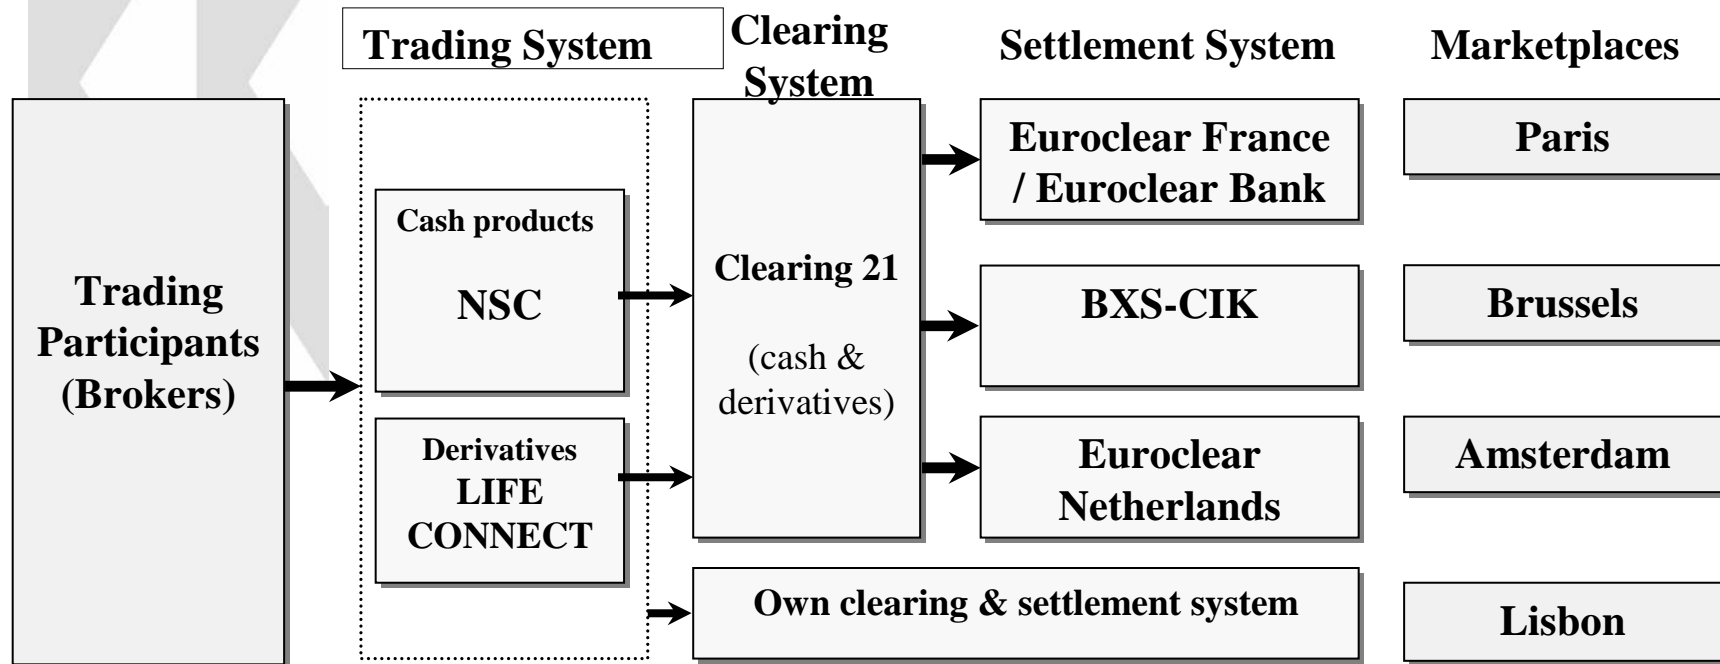 Trading System
Clearing
System
Settlement System
Marketplaces
Trading
Participants
(Brokers)
Cash products
NSC
Derivatives
LIFE
CONNECT
Clearing 21
(cash &
derivatives)
Euroclear France
/ Euroclear Bank
BXS-CIK
Euroclear
Netherlands
Own clearing & settlement system
Paris
Brussels
Amsterdam
Lisbon